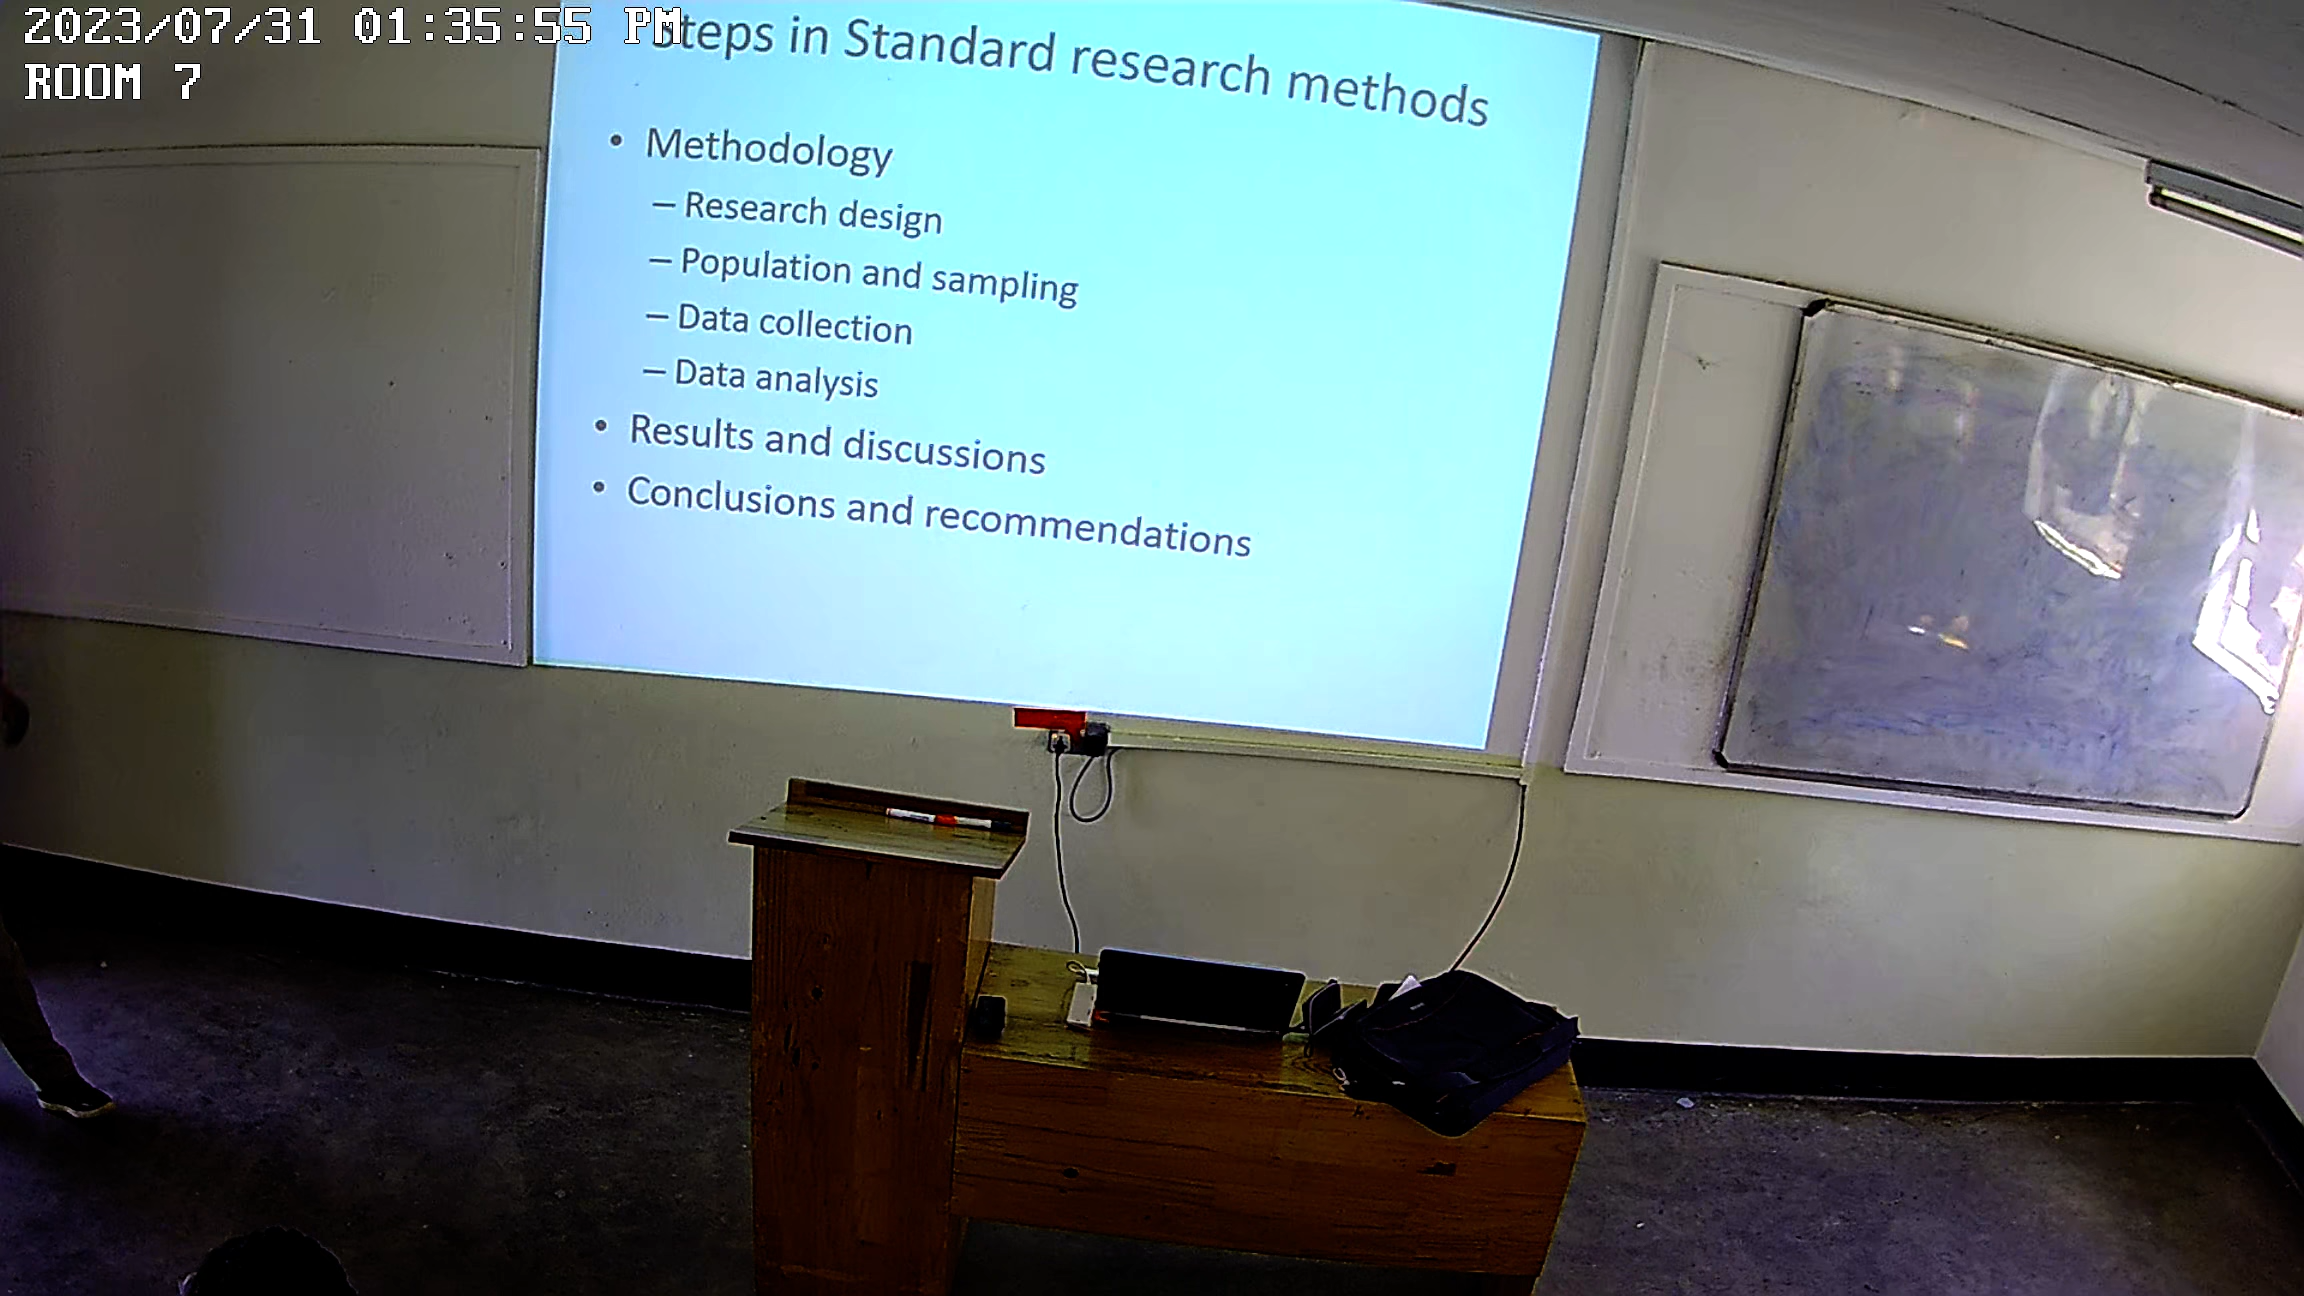 2023/07/31 01:35:55 PM
ROOM 7
Steps in Standard research methods
• Methodology
– Research design
– Population and sampling
– Data collection
– Data analysis
• Results and discussions
• Conclusions and recommendations